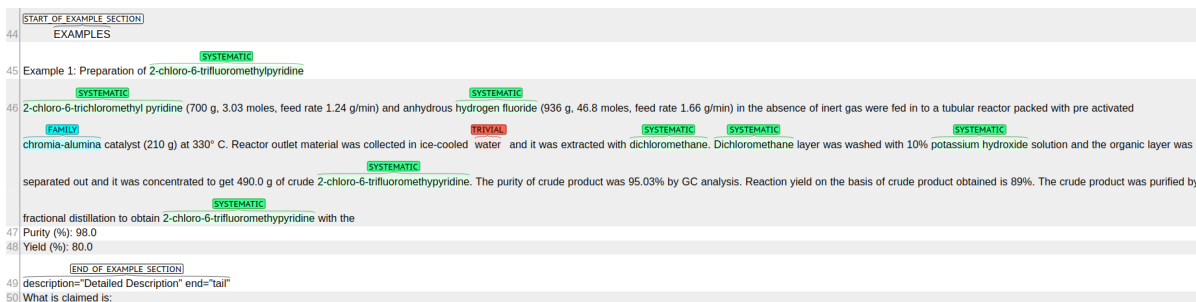 START_OF_EXAMPLE_SECTION
44 EXAMPLES
SYSTEMATIC
45 Example 1: Preparation of 2-chloro-6-trifluoromethylpyridine
SYSTEMATIC SYSTEMATIC
46 2-chloro-6-trichloromethyl pyridine (700 g, 3.03 moles, feed rate 1.24 g/min) and anhydrous hydrogen fluoride (936 g, 46.8 moles, feed rate 1.66 g/min) in the absence of inert gas were fed in to a tubular reactor packed with pre activated
FAMILY TRIVIAL SYSTEMATIC SYSTEMATIC SYSTEMATIC
chromia-alumina catalyst (210 g) at 330° C. Reactor outlet material was collected in ice-cooled water and it was extracted with dichloromethane. Dichloromethane layer was washed with 10% potassium hydroxide solution and the organic layer was
SYSTEMATIC
separated out and it was concentrated to get 490.0 g of crude 2-chloro-6-trifluoromethypyridine. The purity of crude product was 95.03% by GC analysis. Reaction yield on the basis of crude product obtained is 89%. The crude product was purified by
SYSTEMATIC
fractional distillation to obtain 2-chloro-6-trifluoromethypyridine with the
47 Purity (%): 98.0
48 Yield (%): 80.0
END_OF_EXAMPLE_SECTION
49 description="Detailed Description" end="tail"
50 What is claimed is: